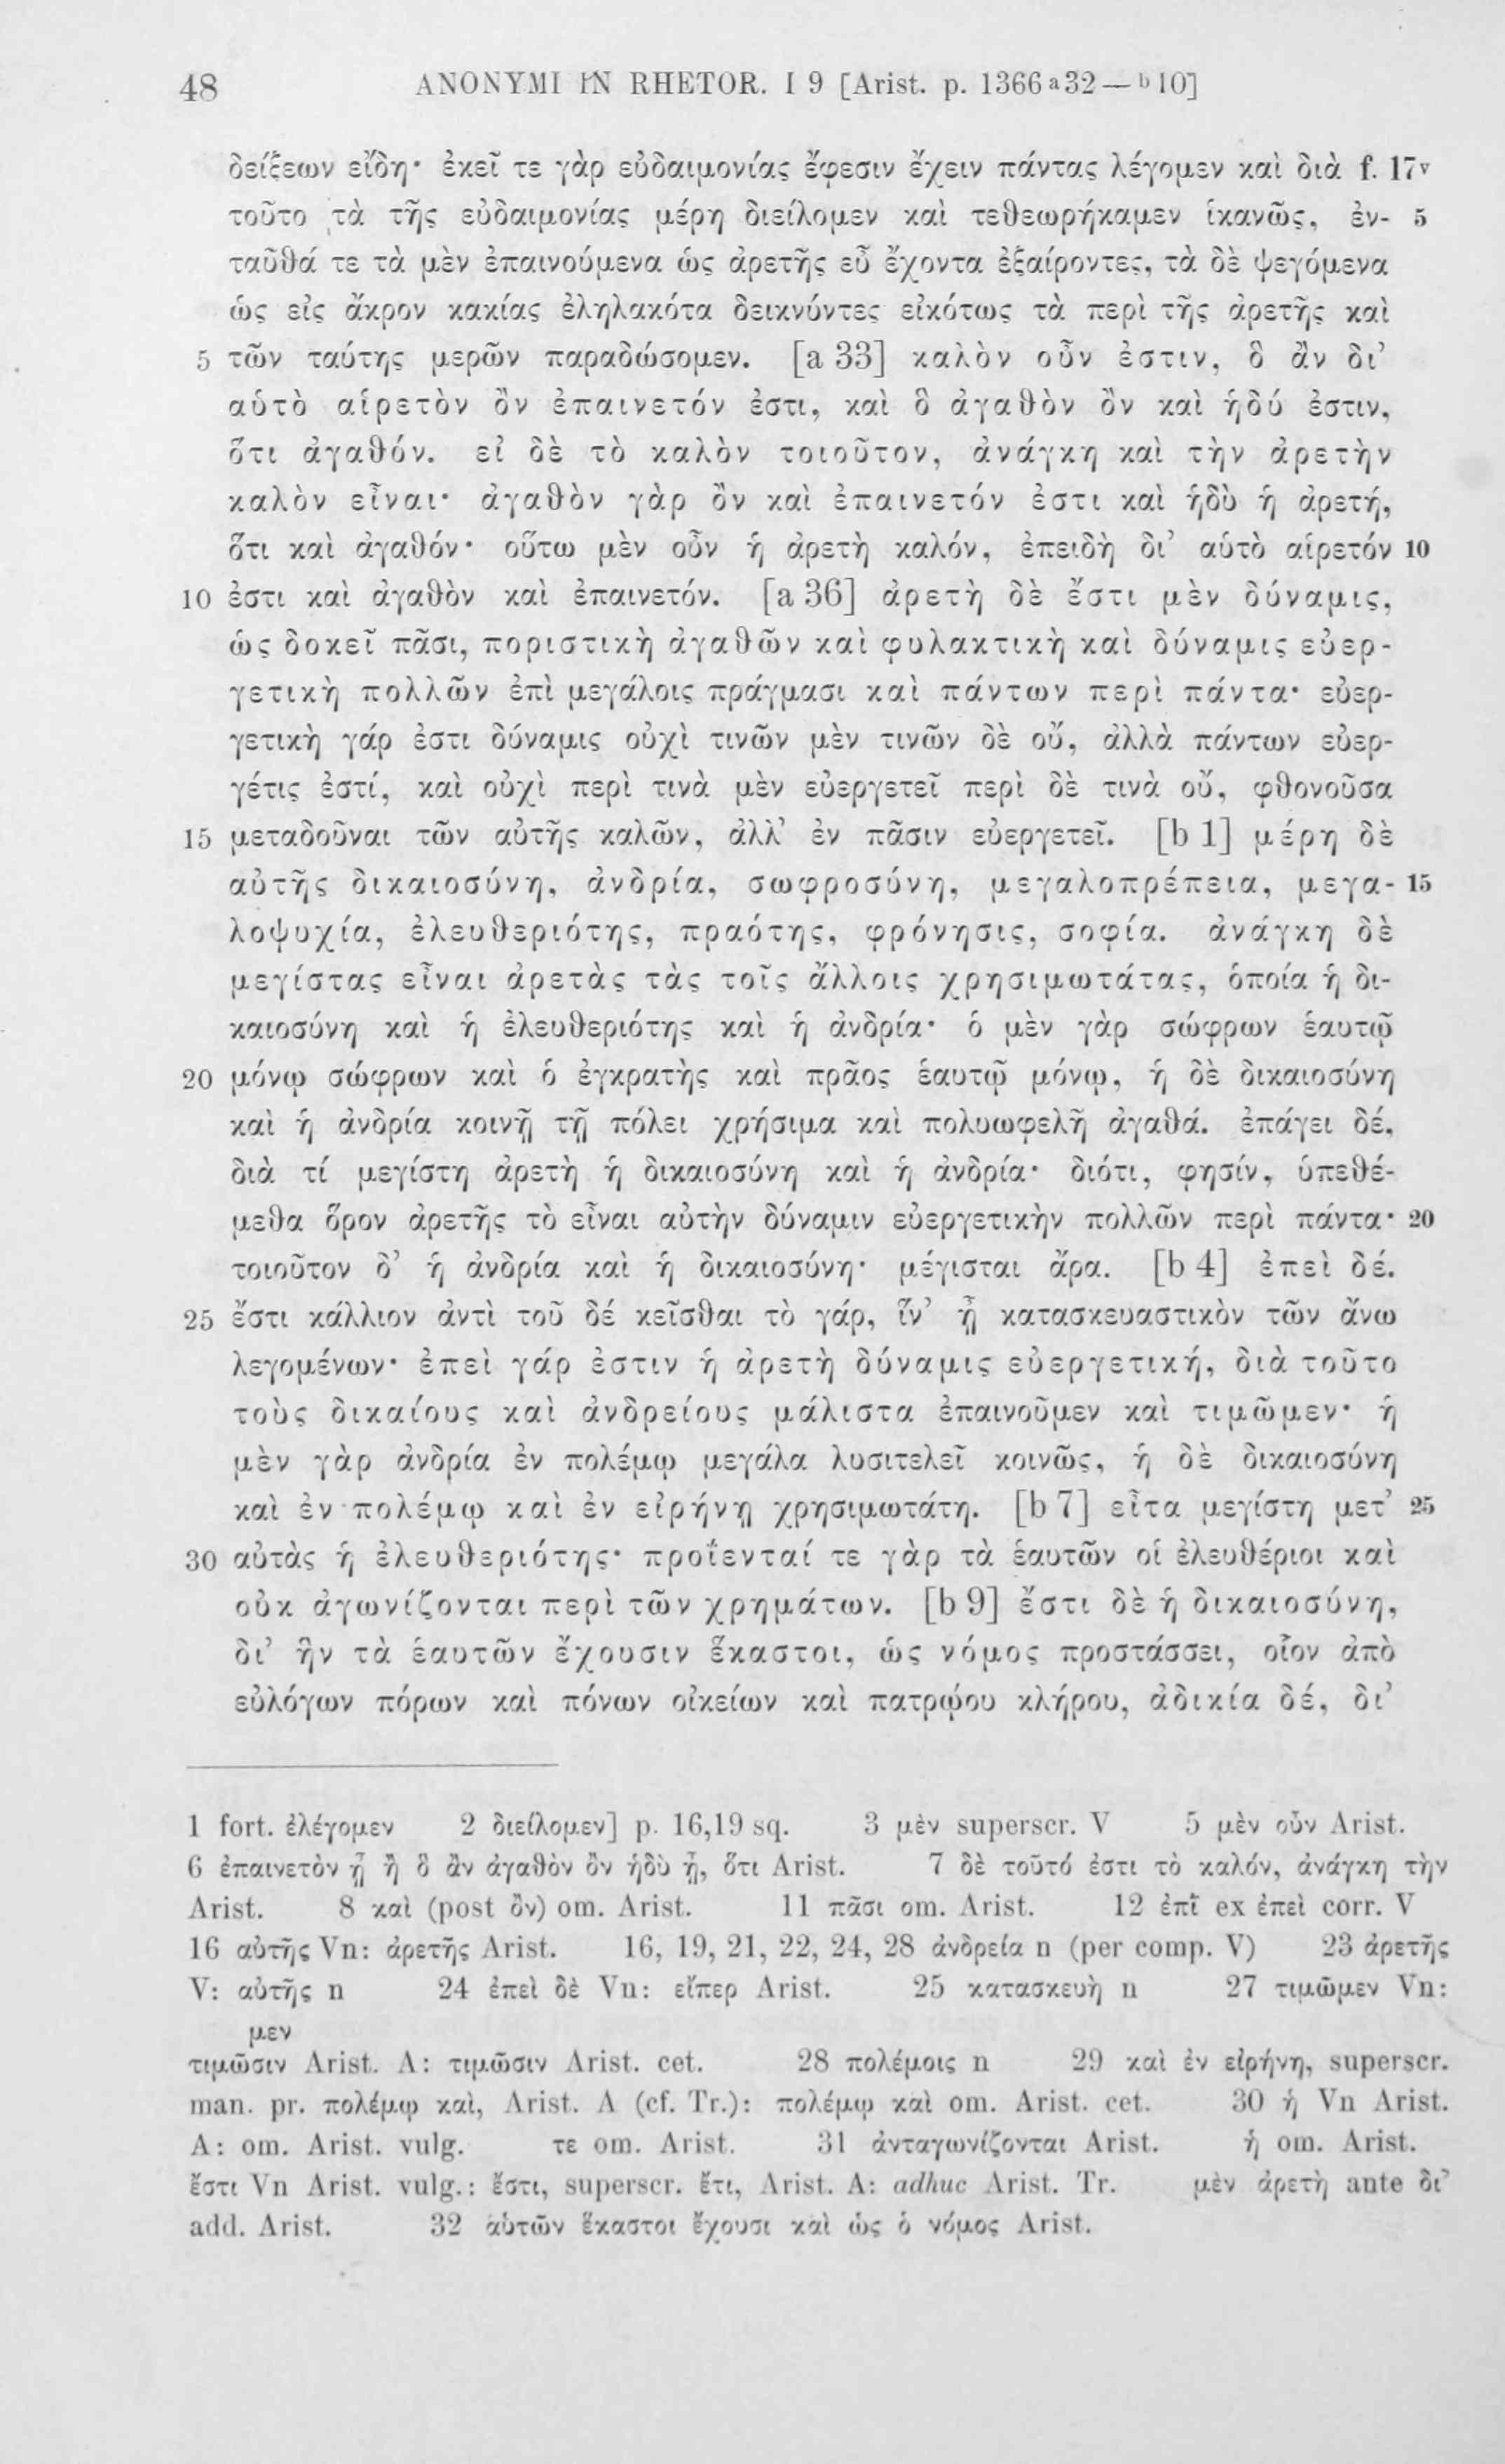 48 ANONYMI IN RHETOR. I 9 [Arist. p. 1366 a 32 — b 10]
δείξεων εἴδη· ἐκεῖ τε γὰρ εὐδαιμονίας ἔφεσιν ἔχειν πάντας λέγομεν καὶ διὰ f. 17v
τοῦτο τὰ τῆς εὐδαιμονίας μέρη διείλομεν καὶ τεθεωρήκαμεν ἱκανῶς, ἐν- 5
ταῦθά τε τὰ μὲν ἐπαινούμενα ὡς ἀρετῆς εὖ ἔχοντα ἐξαίροντες, τὰ δὲ ψεγόμενα
ὡς εἰς ἄκρον κακίας ἐληλακότα δεικνύντες εἰκότως τὰ περὶ τῆς ἀρετῆς καὶ
5 τῶν ταύτης μερῶν παραδώσομεν. [a 33] καλὸν οὖν ἐστιν, ὃ ἂν δι’
αὑτὸ αἱρετὸν ὂν ἐπαινετόν ἐστι, καὶ ὃ ἀγαθὸν ὂν καὶ ἡδύ ἐστιν,
ὅτι ἀγαθόν. εἰ δὲ τὸ καλὸν τοιοῦτον, ἀνάγκη καὶ τὴν ἀρετὴν
καλὸν εἶναι· ἀγαθὸν γὰρ ὂν καὶ ἐπαινετόν ἐστι καὶ ἡδὺ ἡ ἀρετή,
ὅτι καὶ ἀγαθόν· οὕτω μὲν οὖν ἡ ἀρετὴ καλόν, ἐπειδὴ δι’ αὑτὸ αἱρετόν 10
10 ἐστι καὶ ἀγαθὸν καὶ ἐπαινετόν. [a 36] ἀρετὴ δὲ ἔστι μὲν δύναμις,
ὡς δοκεῖ πᾶσι, ποριστικὴ ἀγαθῶν καὶ φυλακτικὴ καὶ δύναμις εὐερ-
γετικὴ πολλῶν ἐπὶ μεγάλοις πράγμασι καὶ πάντων περὶ πάντα· εὐερ-
γετικὴ γάρ ἐστι δύναμις οὐχὶ τινῶν μὲν τινῶν δὲ οὔ, ἀλλὰ πάντων εὐερ-
γέτις ἐστί, καὶ οὐχὶ περὶ τινὰ μὲν εὐεργετεῖ περὶ δὲ τινὰ οὔ, φθονοῦσα
15 μεταδοῦναι τῶν αὐτῆς καλῶν, ἀλλ’ ἐν πᾶσιν εὐεργετεῖ. [b 1] μέρη δὲ
αὐτῆς δικαιοσύνη, ἀνδρία, σωφροσύνη, μεγαλοπρέπεια, μεγα- 15
λοψυχία, ἐλευθεριότης, πραότης, φρόνησις, σοφία. ἀνάγκη δὲ
μεγίστας εἶναι ἀρετὰς τὰς τοῖς ἄλλοις χρησιμωτάτας, ὁποία ἡ δι-
καιοσύνη καὶ ἡ ἐλευθεριότης καὶ ἡ ἀνδρία· ὁ μὲν γὰρ σώφρων ἑαυτῷ
20 μόνῳ σώφρων καὶ ὁ ἐγκρατὴς καὶ πρᾶος ἑαυτῷ μόνῳ, ἡ δὲ δικαιοσύνη
καὶ ἡ ἀνδρία κοινῇ τῇ πόλει χρήσιμα καὶ πολυωφελῆ ἀγαθά. ἐπάγει δέ,
διὰ τί μεγίστη ἀρετὴ ἡ δικαιοσύνη καὶ ἡ ἀνδρία· διότι, φησίν, ὑπεθέ-
μεθα ὅρον ἀρετῆς τὸ εἶναι αὐτὴν δύναμιν εὐεργετικὴν πολλῶν περὶ πάντα· 20
τοιοῦτον δ’ ἡ ἀνδρία καὶ ἡ δικαιοσύνη· μέγισται ἄρα. [b 4] ἐπεὶ δέ.
25 ἔστι κάλλιον ἀντὶ τοῦ δέ κεῖσθαι τὸ γάρ, ἵν’ ᾖ κατασκευαστικὸν τῶν ἄνω
λεγομένων· ἐπεὶ γάρ ἐστιν ἡ ἀρετὴ δύναμις εὐεργετική, διὰ τοῦτο
τοὺς δικαίους καὶ ἀνδρείους μάλιστα ἐπαινοῦμεν καὶ τιμῶμεν· ἡ
μὲν γὰρ ἀνδρία ἐν πολέμῳ μεγάλα λυσιτελεῖ κοινῶς, ἡ δὲ δικαιοσύνη
καὶ ἐν πολέμῳ καὶ ἐν εἰρήνῃ χρησιμωτάτη. [b 7] εἶτα μεγίστη μετ’ 25
30 αὐτὰς ἡ ἐλευθεριότης· προΐενταί τε γὰρ τὰ ἑαυτῶν οἱ ἐλευθέριοι καὶ
οὐκ ἀγωνίζονται περὶ τῶν χρημάτων. [b 9] ἔστι δὲ ἡ δικαιοσύνη,
δι’ ἣν τὰ ἑαυτῶν ἔχουσιν ἕκαστοι, ὡς νόμος προστάσσει, οἷον ἀπὸ
εὐλόγων πόρων καὶ πόνων οἰκείων καὶ πατρῴου κλήρου, ἀδικία δέ, δι’
1 fort. ἐλέγομεν 2 διείλομεν] p. 16,19 sq. 3 μὲν superscr. V 5 μὲν οὖν Arist.
6 ἐπαινετὸν ᾖ ἢ ὃ ἂν ἀγαθὸν ὂν ἡδὺ ᾖ, ὅτι Arist. 7 δὲ τοῦτό ἐστι τὸ καλόν, ἀνάγκη τὴν
Arist. 8 καὶ (post ὂν) om. Arist. 11 πᾶσι om. Arist. 12 ἐπῒ ex ἐπεὶ corr. V
16 αὐτῆς Vn: ἀρετῆς Arist. 16, 19, 21, 22, 24, 28 ἀνδρεία n (per comp. V) 23 ἀρετῆς
V: αὐτῆς n 24 ἐπεὶ δὲ Vn: εἴπερ Arist. 25 κατασκευὴ n 27 τιμῶμεν Vn:
μεν
τιμῶσιν Arist. A: τιμῶσιν Arist. cet. 28 πολέμοις n 29 καὶ ἐν εἰρήνῃ, superscr.
man. pr. πολέμῳ καὶ, Arist. A (cf. Tr.): πολέμῳ καὶ om. Arist. cet. 30 ἡ Vn Arist.
A: om. Arist. vulg. τε om. Arist. 31 ἀνταγωνίζονται Arist. ἡ om. Arist.
ἔστι Vn Arist. vulg.: ἔστι, superscr. ἔτι, Arist. A: adhuc Arist. Tr. μὲν ἀρετὴ ante δι’
add. Arist. 32 αὑτῶν ἕκαστοι ἔχουσι καὶ ὡς ὁ νόμος Arist.